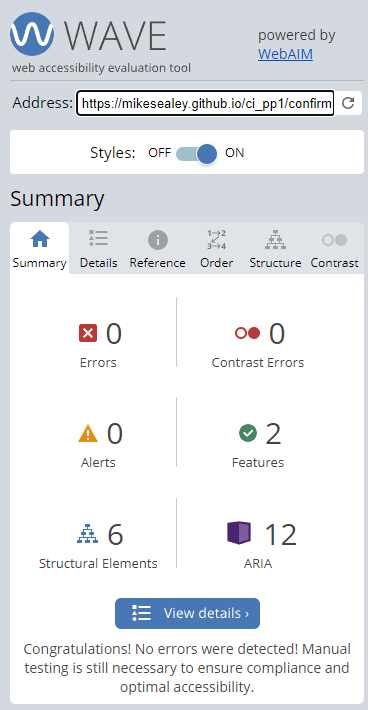 WAVE
powered by
WebAIM
web accessibility evaluation tool
Address: https://mikesealey.github.io/ci_pp1/confirm
Styles: OFF ON
Summary
Summary Details Reference Order Structure Contrast
0 0
Errors Contrast Errors
0 2
Alerts Features
6 12
Structural Elements ARIA
View details ›
Congratulations! No errors were detected! Manual
testing is still necessary to ensure compliance and
optimal accessibility.